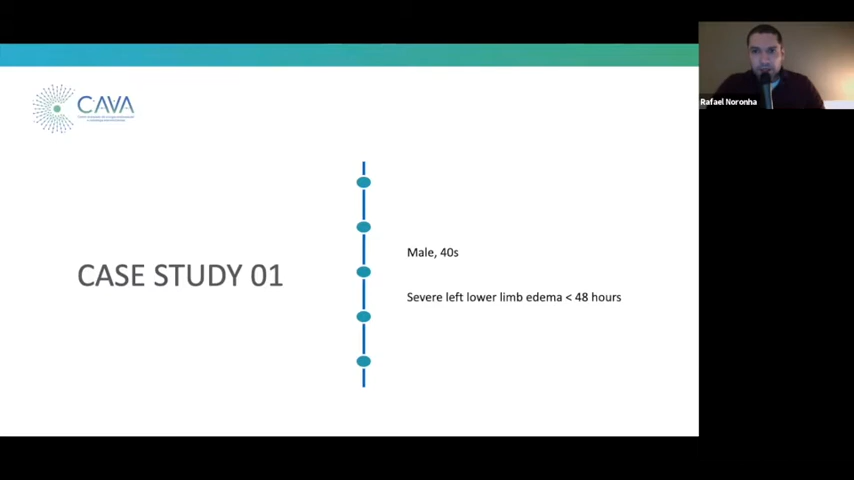 CAVA
CASE STUDY 01
Male, 40s
Severe left lower limb edema < 48 hours
Rafael Noronha